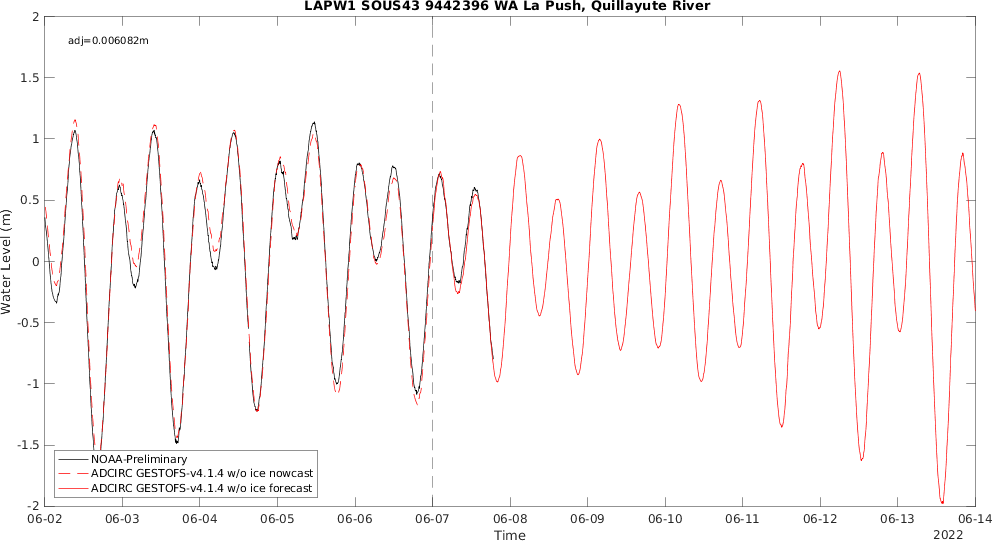 LAPW1 SOUS43 9442396 WA La Push, Quillayute River
adj=0.006082m
2
1.5
1
0.5
0
-0.5
-1
-1.5
-2
Water Level (m)
NOAA-Preliminary
ADCIRC GESTOFS-v4.1.4 w/o ice nowcast
ADCIRC GESTOFS-v4.1.4 w/o ice forecast
06-02 06-03 06-04 06-05 06-06 06-07 06-08 06-09 06-10 06-11 06-12 06-13 06-14
Time
2022